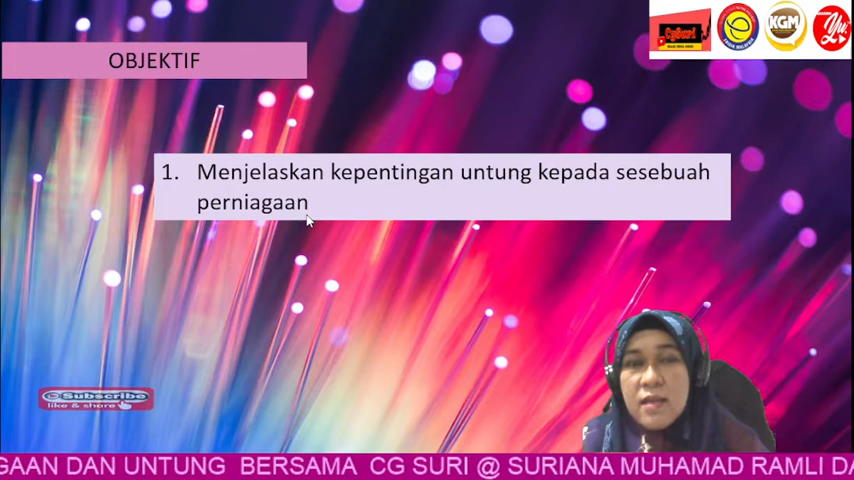 OBJEKTIF
1. Menjelaskan kepentingan untung kepada sesebuah
perniagaan
CgSuri
KGM
Subscribe
like & share
GAAN DAN UNTUNG BERSAMA CG SURI @ SURIANA MUHAMAD RAMLI DA